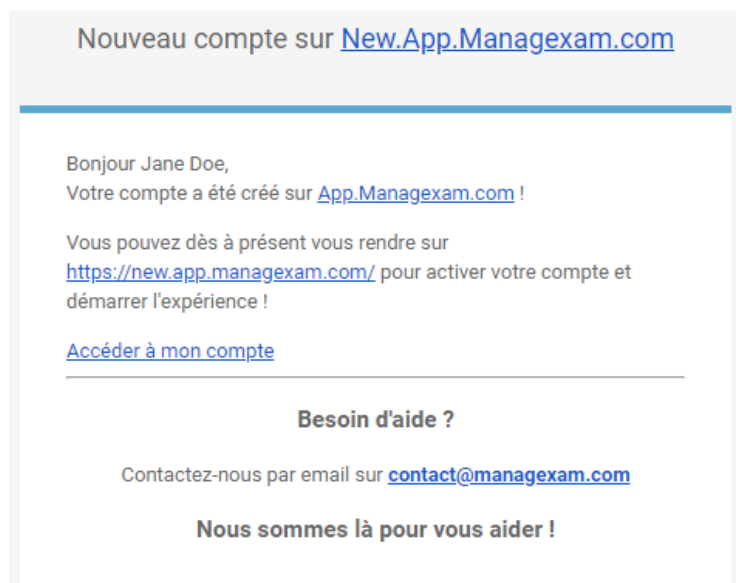 Nouveau compte sur New.App.Managexam.com
Bonjour Jane Doe,
Votre compte a été créé sur App.Managexam.com !
Vous pouvez dès à présent vous rendre sur
https://new.app.managexam.com/ pour activer votre compte et
démarrer l'expérience !
Accéder à mon compte
Besoin d'aide ?
Contactez-nous par email sur contact@managexam.com
Nous sommes là pour vous aider !